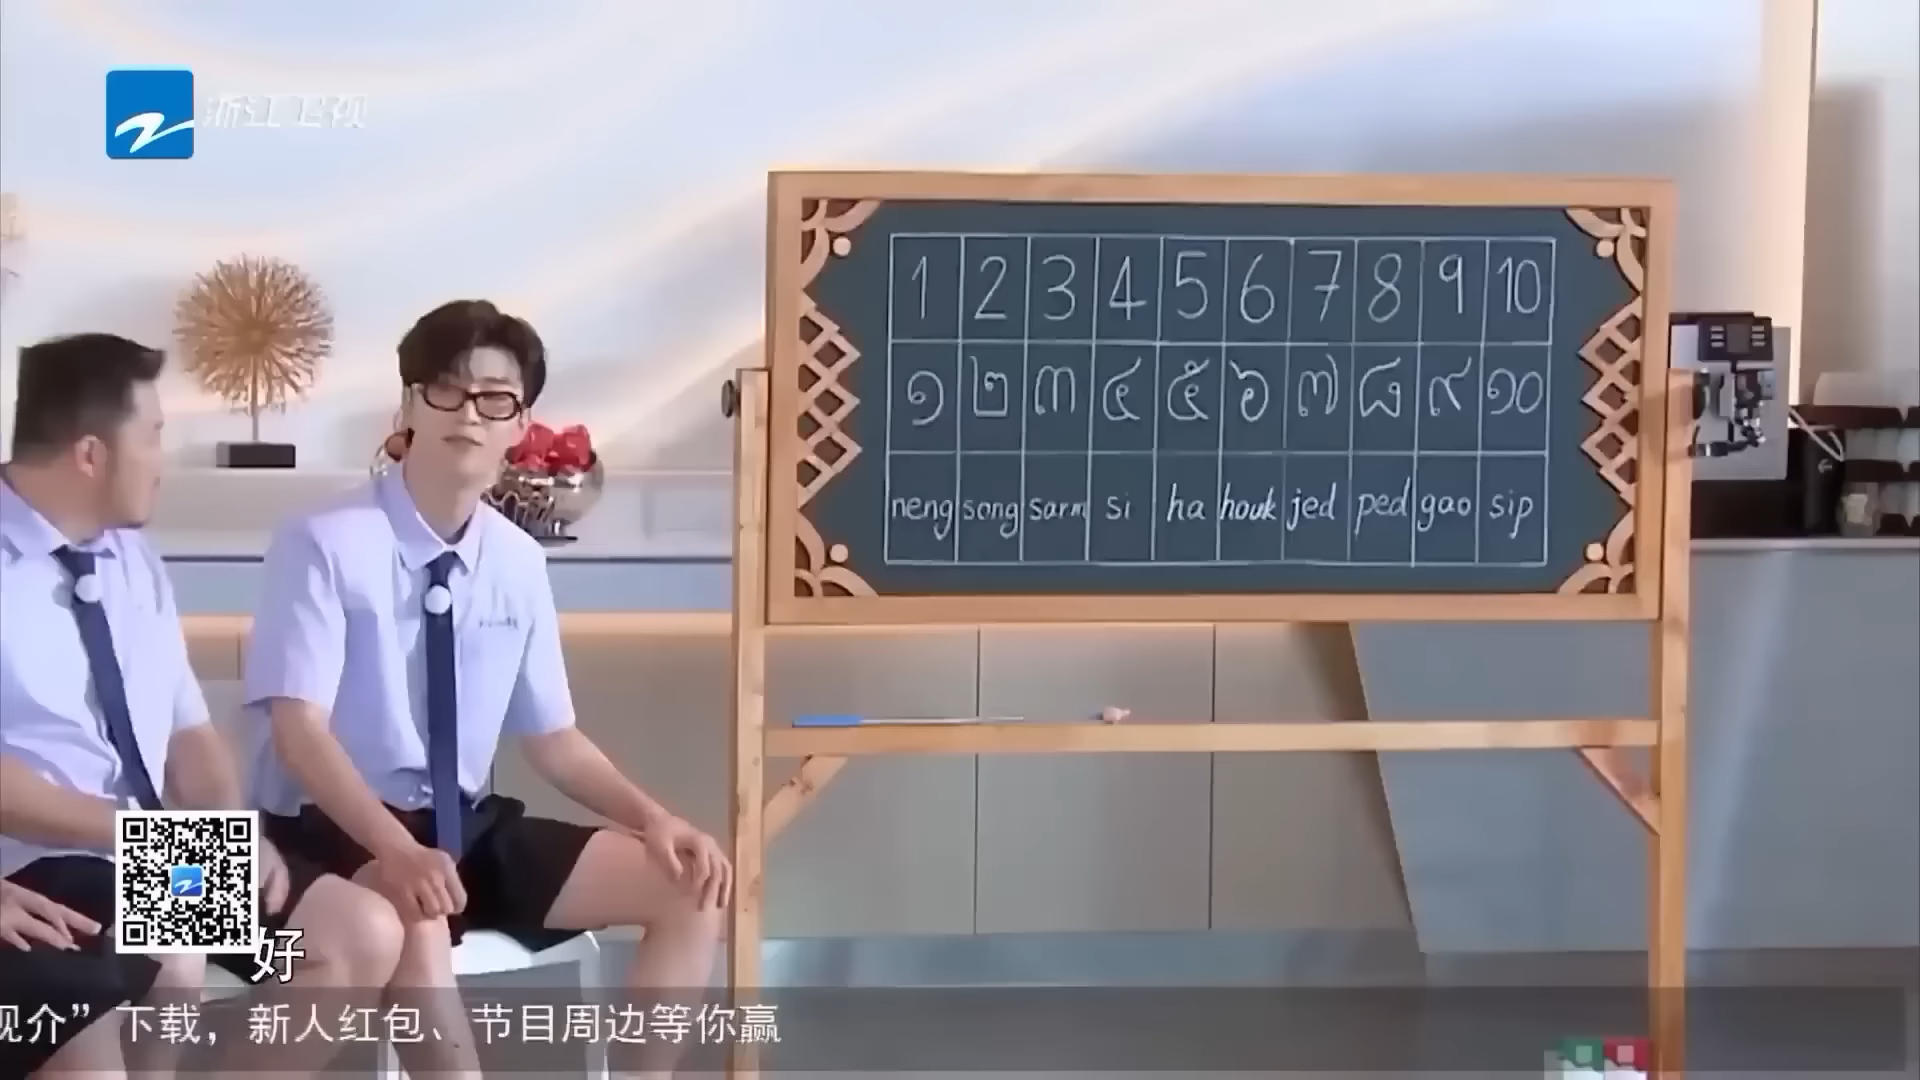 浙江卫视
1 2 3 4 5 6 7 8 9 10
๑ ๒ ๓ ๔ ๕ ๖ ๗ ๘ ๙ ๑๐
neng song sarm si ha houk jed ped gao sip
好
视介”下载，新人红包、节目周边等你赢